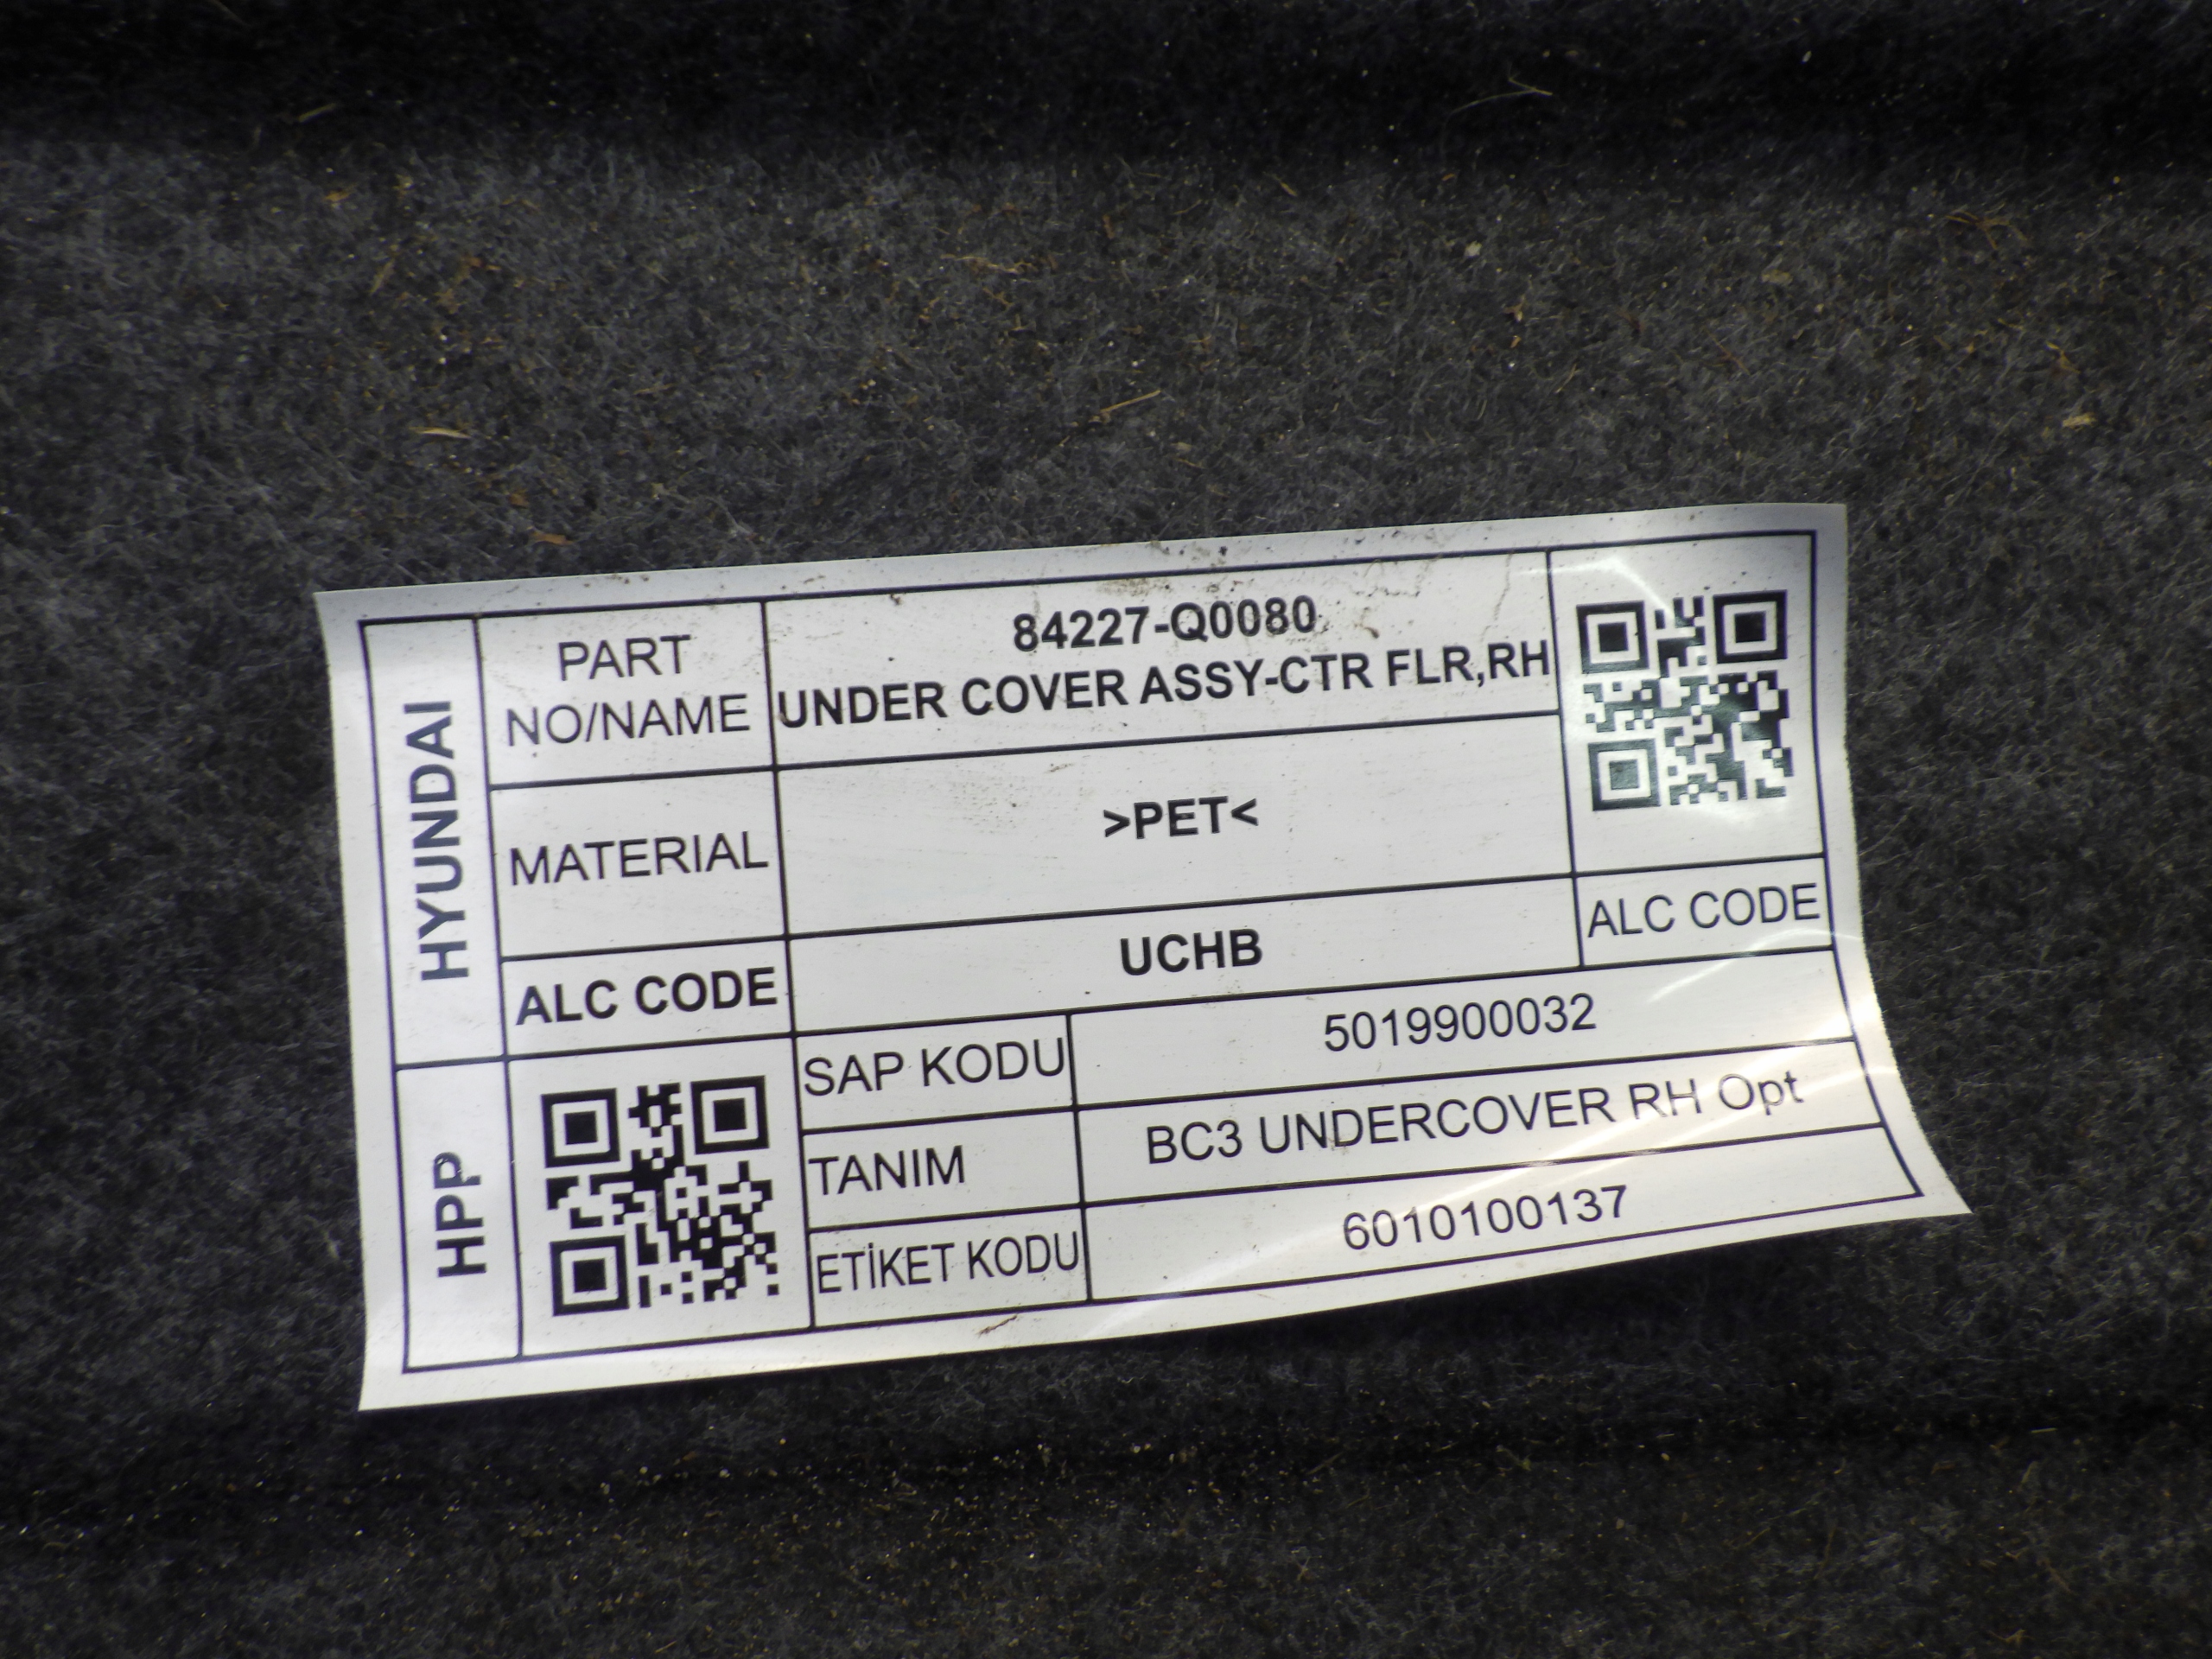 HYUNDAI
PART
NO/NAME
84227-Q0080
UNDER COVER ASSY-CTR FLR,RH
MATERIAL
>PET<
ALC CODE
UCHB
ALC CODE
HPP
SAP KODU
5019900032
TANIM
BC3 UNDERCOVER RH Opt
ETİKET KODU
6010100137